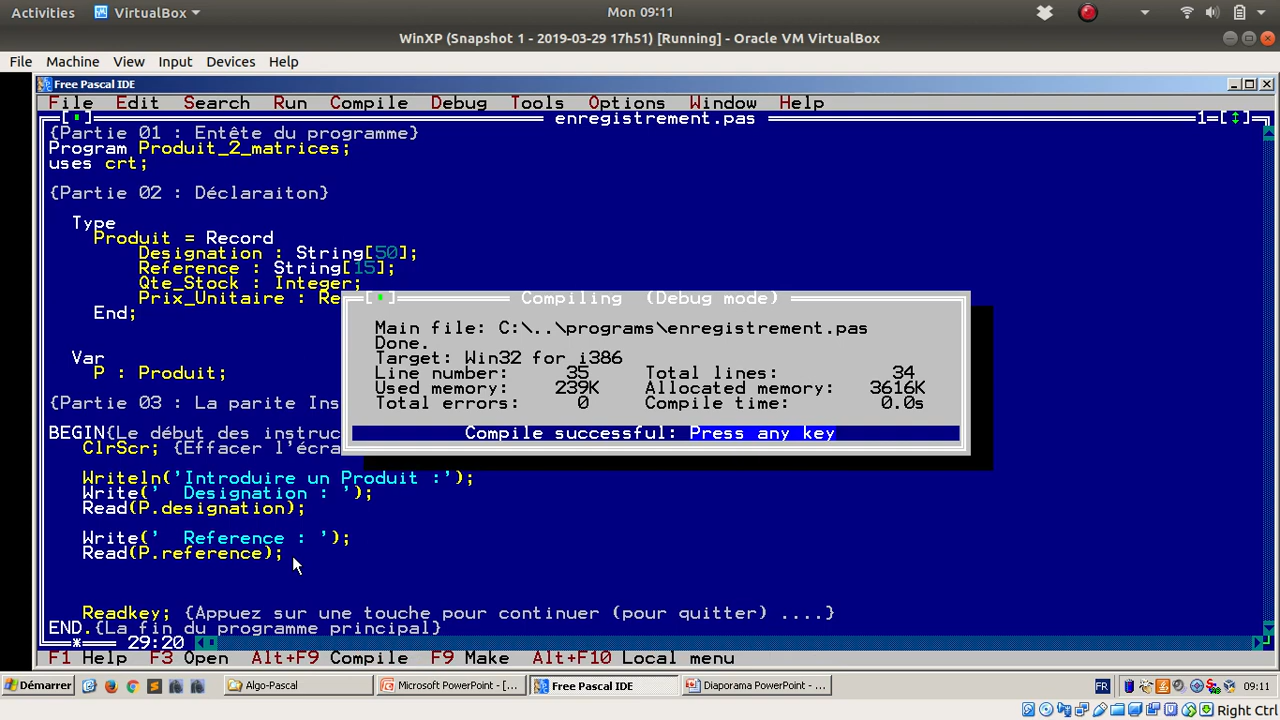 Activities VirtualBox Mon 09:11
WinXP (Snapshot 1 - 2019-03-29 17h51) [Running] - Oracle VM VirtualBox
File Machine View Input Devices Help
Free Pascal IDE
File Edit Search Run Compile Debug Tools Options Window Help
enregistrement.pas 1
{Partie 01 : Entête du programme}
Program Produit_2_matrices;
uses crt;
{Partie 02 : Déclaraiton}
Type
Produit = Record
Designation : String[50];
Reference : String[15];
Qte_Stock : Integer;
Prix_Unitaire : Re
End;
Var
P : Produit;
{Partie 03 : La parite Ins
BEGIN{Le début des instruc
ClrScr; {Effacer l'écra
Writeln('Introduire un Produit :');
Write('  Designation : ');
Read(P.designation);
Write('  Reference : ');
Read(P.reference);
Readkey; {Appuez sur une touche pour continuer (pour quitter) ....}
END.{La fin du programme principal}
29:20
Compiling (Debug mode)
Main file: C:\..\programs\enregistrement.pas
Done.
Target: Win32 for i386
Line number: 35 Total lines: 34
Used memory: 239K Allocated memory: 3616K
Total errors: 0 Compile time: 0.0s
Compile successful: Press any key
F1 Help F3 Open Alt+F9 Compile F9 Make Alt+F10 Local menu
Démarrer Algo-Pascal Microsoft PowerPoint - [... Free Pascal IDE Diaporama PowerPoint - ... FR 09:11
Right Ctrl